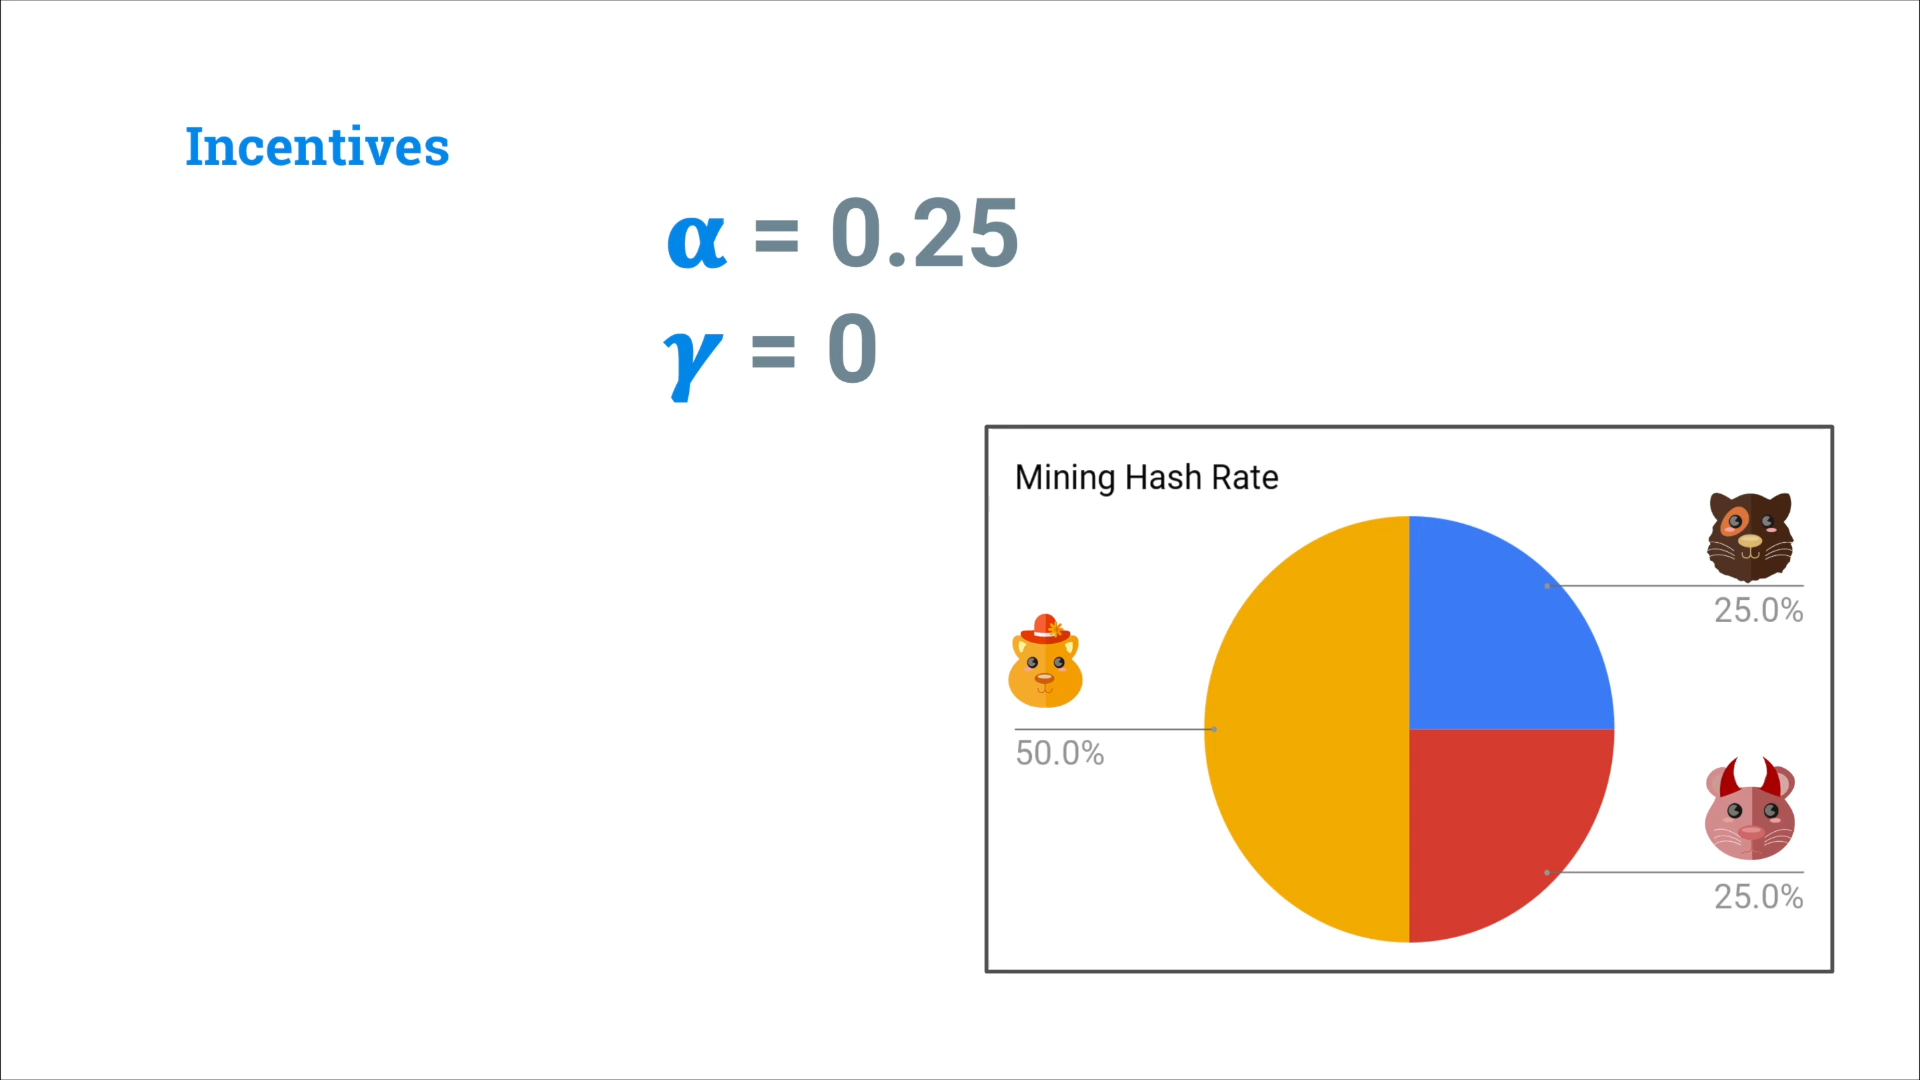 Incentives
α = 0.25
γ = 0
Mining Hash Rate
25.0%
50.0%
25.0%